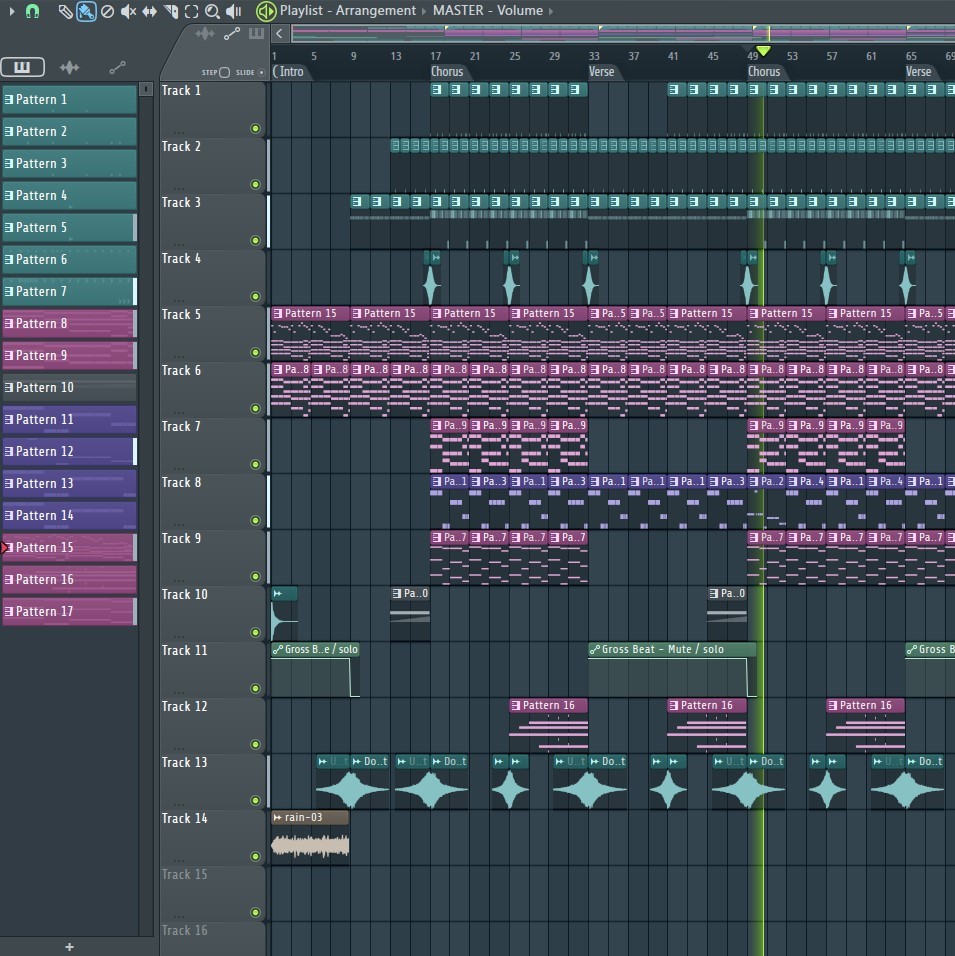 Playlist - Arrangement › MASTER - Volume ›
STEP SLIDE
1 5 9 13 17 21 25 29 33 37 41 45 49 53 57 61 65 69
(Intro Chorus Verse Chorus Verse
Pattern 1
Pattern 2
Pattern 3
Pattern 4
Pattern 5
Pattern 6
Pattern 7
Pattern 8
Pattern 9
Pattern 10
Pattern 11
Pattern 12
Pattern 13
Pattern 14
Pattern 15
Pattern 16
Pattern 17
+
Track 1
Track 2
Track 3
Track 4
Track 5 Pattern 15 Pattern 15 Pattern 15 Pattern 15 Pa..5 Pa..5 Pattern 15 Pattern 15 Pattern 15 Pa..5
Track 6 Pa..8 Pa..8 Pa..8 Pa..8 Pa..8 Pa..8 Pa..8 Pa..8 Pa..8 Pa..8 Pa..8 Pa..8 Pa..8 Pa..8 Pa..8 Pa..8 Pa..8
Track 7 Pa..9 Pa..9 Pa..9 Pa..9 Pa..9 Pa..9 Pa..9 Pa..9
Track 8 Pa..1 Pa..3 Pa..1 Pa..3 Pa..1 Pa..1 Pa..1 Pa..3 Pa..2 Pa..4 Pa..1 Pa..4 Pa..1
Track 9 Pa..7 Pa..7 Pa..7 Pa..7 Pa..7 Pa..7 Pa..7 Pa..7
Track 10 Pa..0 Pa..0
Track 11 Gross B..e / solo Gross Beat - Mute / solo Gross B
Track 12 Pattern 16 Pattern 16 Pattern 16
Track 13 U..t Do..t U..t Do..t U..t Do..t U..t Do..t U..t Do..t
Track 14 rain-03
Track 15
Track 16